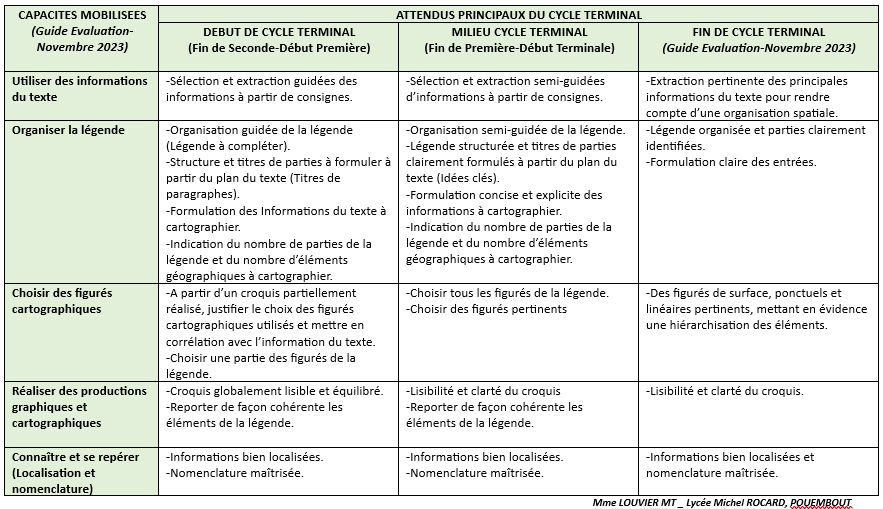 CAPACITES MOBILISEES
(Guide Evaluation-
Novembre 2023)
ATTENDUS PRINCIPAUX DU CYCLE TERMINAL
DEBUT DE CYCLE TERMINAL
(Fin de Seconde-Début Première)
MILIEU CYCLE TERMINAL
(Fin de Première-Début Terminale)
FIN DE CYCLE TERMINAL
(Guide Evaluation-Novembre 2023)
Utiliser des informations
du texte
-Sélection et extraction guidées des
informations à partir de consignes.
-Sélection et extraction semi-guidées
d’informations à partir de consignes.
-Extraction pertinente des principales
informations du texte pour rendre
compte d’une organisation spatiale.
Organiser la légende
-Organisation guidée de la légende
(Légende à compléter).
-Structure et titres de parties à formuler à
partir du plan du texte (Titres de
paragraphes).
-Formulation des Informations du texte à
cartographier.
-Indication du nombre de parties de la
légende et du nombre d’éléments
géographiques à cartographier.
-Organisation semi-guidée de la légende.
-Légende structurée et titres de parties
clairement formulés à partir du plan du
texte (Idées clés).
-Formulation concise et explicite des
informations à cartographier.
-Indication du nombre de parties de la
légende et du nombre d’éléments
géographiques à cartographier.
-Légende organisée et parties clairement
identifiées.
-Formulation claire des entrées.
Choisir des figurés
cartographiques
-A partir d’un croquis partiellement
réalisé, justifier le choix des figurés
cartographiques utilisés et mettre en
corrélation avec l’information du texte.
-Choisir une partie des figurés de la
légende.
-Choisir tous les figurés de la légende.
-Choisir des figurés pertinents
-Des figurés de surface, ponctuels et
linéaires pertinents, mettant en évidence
une hiérarchisation des éléments.
Réaliser des productions
graphiques et
cartographiques
-Croquis globalement lisible et équilibré.
-Reporter de façon cohérente les
éléments de la légende.
-Lisibilité et clarté du croquis
-Reporter de façon cohérente les
éléments de la légende.
-Lisibilité et clarté du croquis.
Connaître et se repérer
(Localisation et
nomenclature)
-Informations bien localisées.
-Nomenclature maîtrisée.
-Informations bien localisées.
-Nomenclature maîtrisée.
-Informations bien localisées et
nomenclature maîtrisée.
Mme LOUVIER MT _ Lycée Michel ROCARD, POUEMBOUT